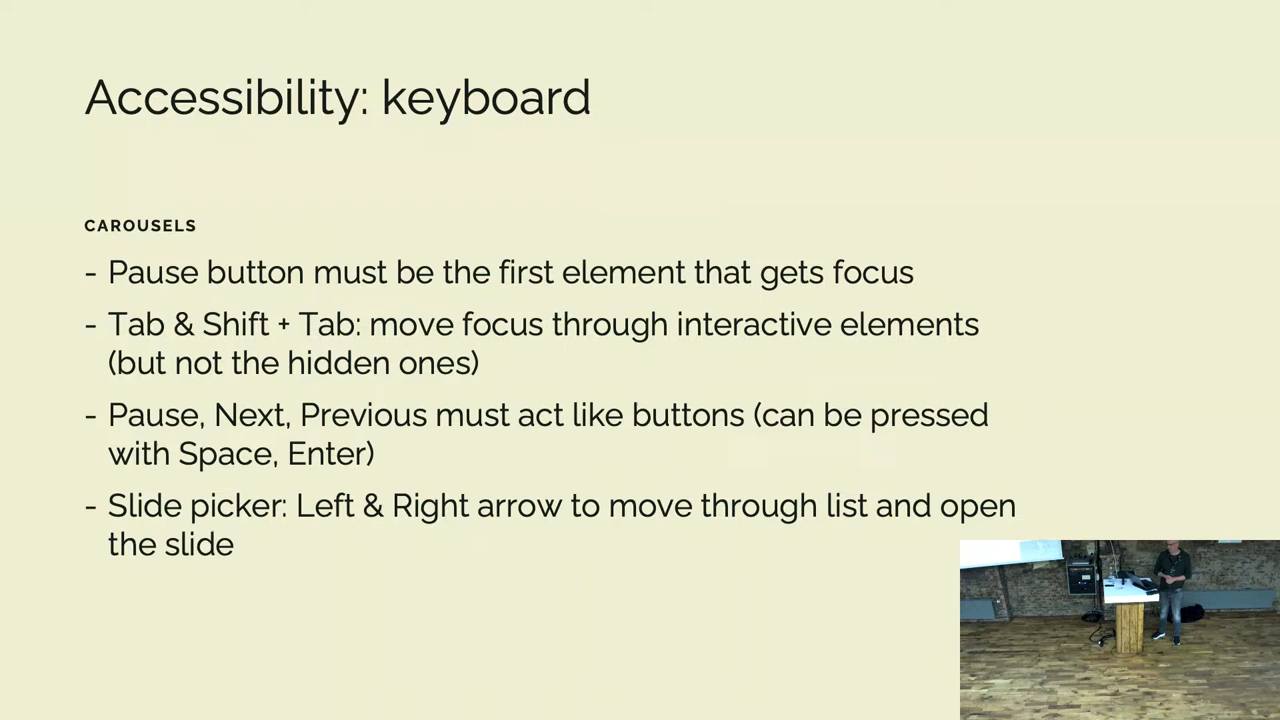 Accessibility: keyboard
CAROUSELS
- Pause button must be the first element that gets focus
- Tab & Shift + Tab: move focus through interactive elements
(but not the hidden ones)
- Pause, Next, Previous must act like buttons (can be pressed
with Space, Enter)
- Slide picker: Left & Right arrow to move through list and open
the slide